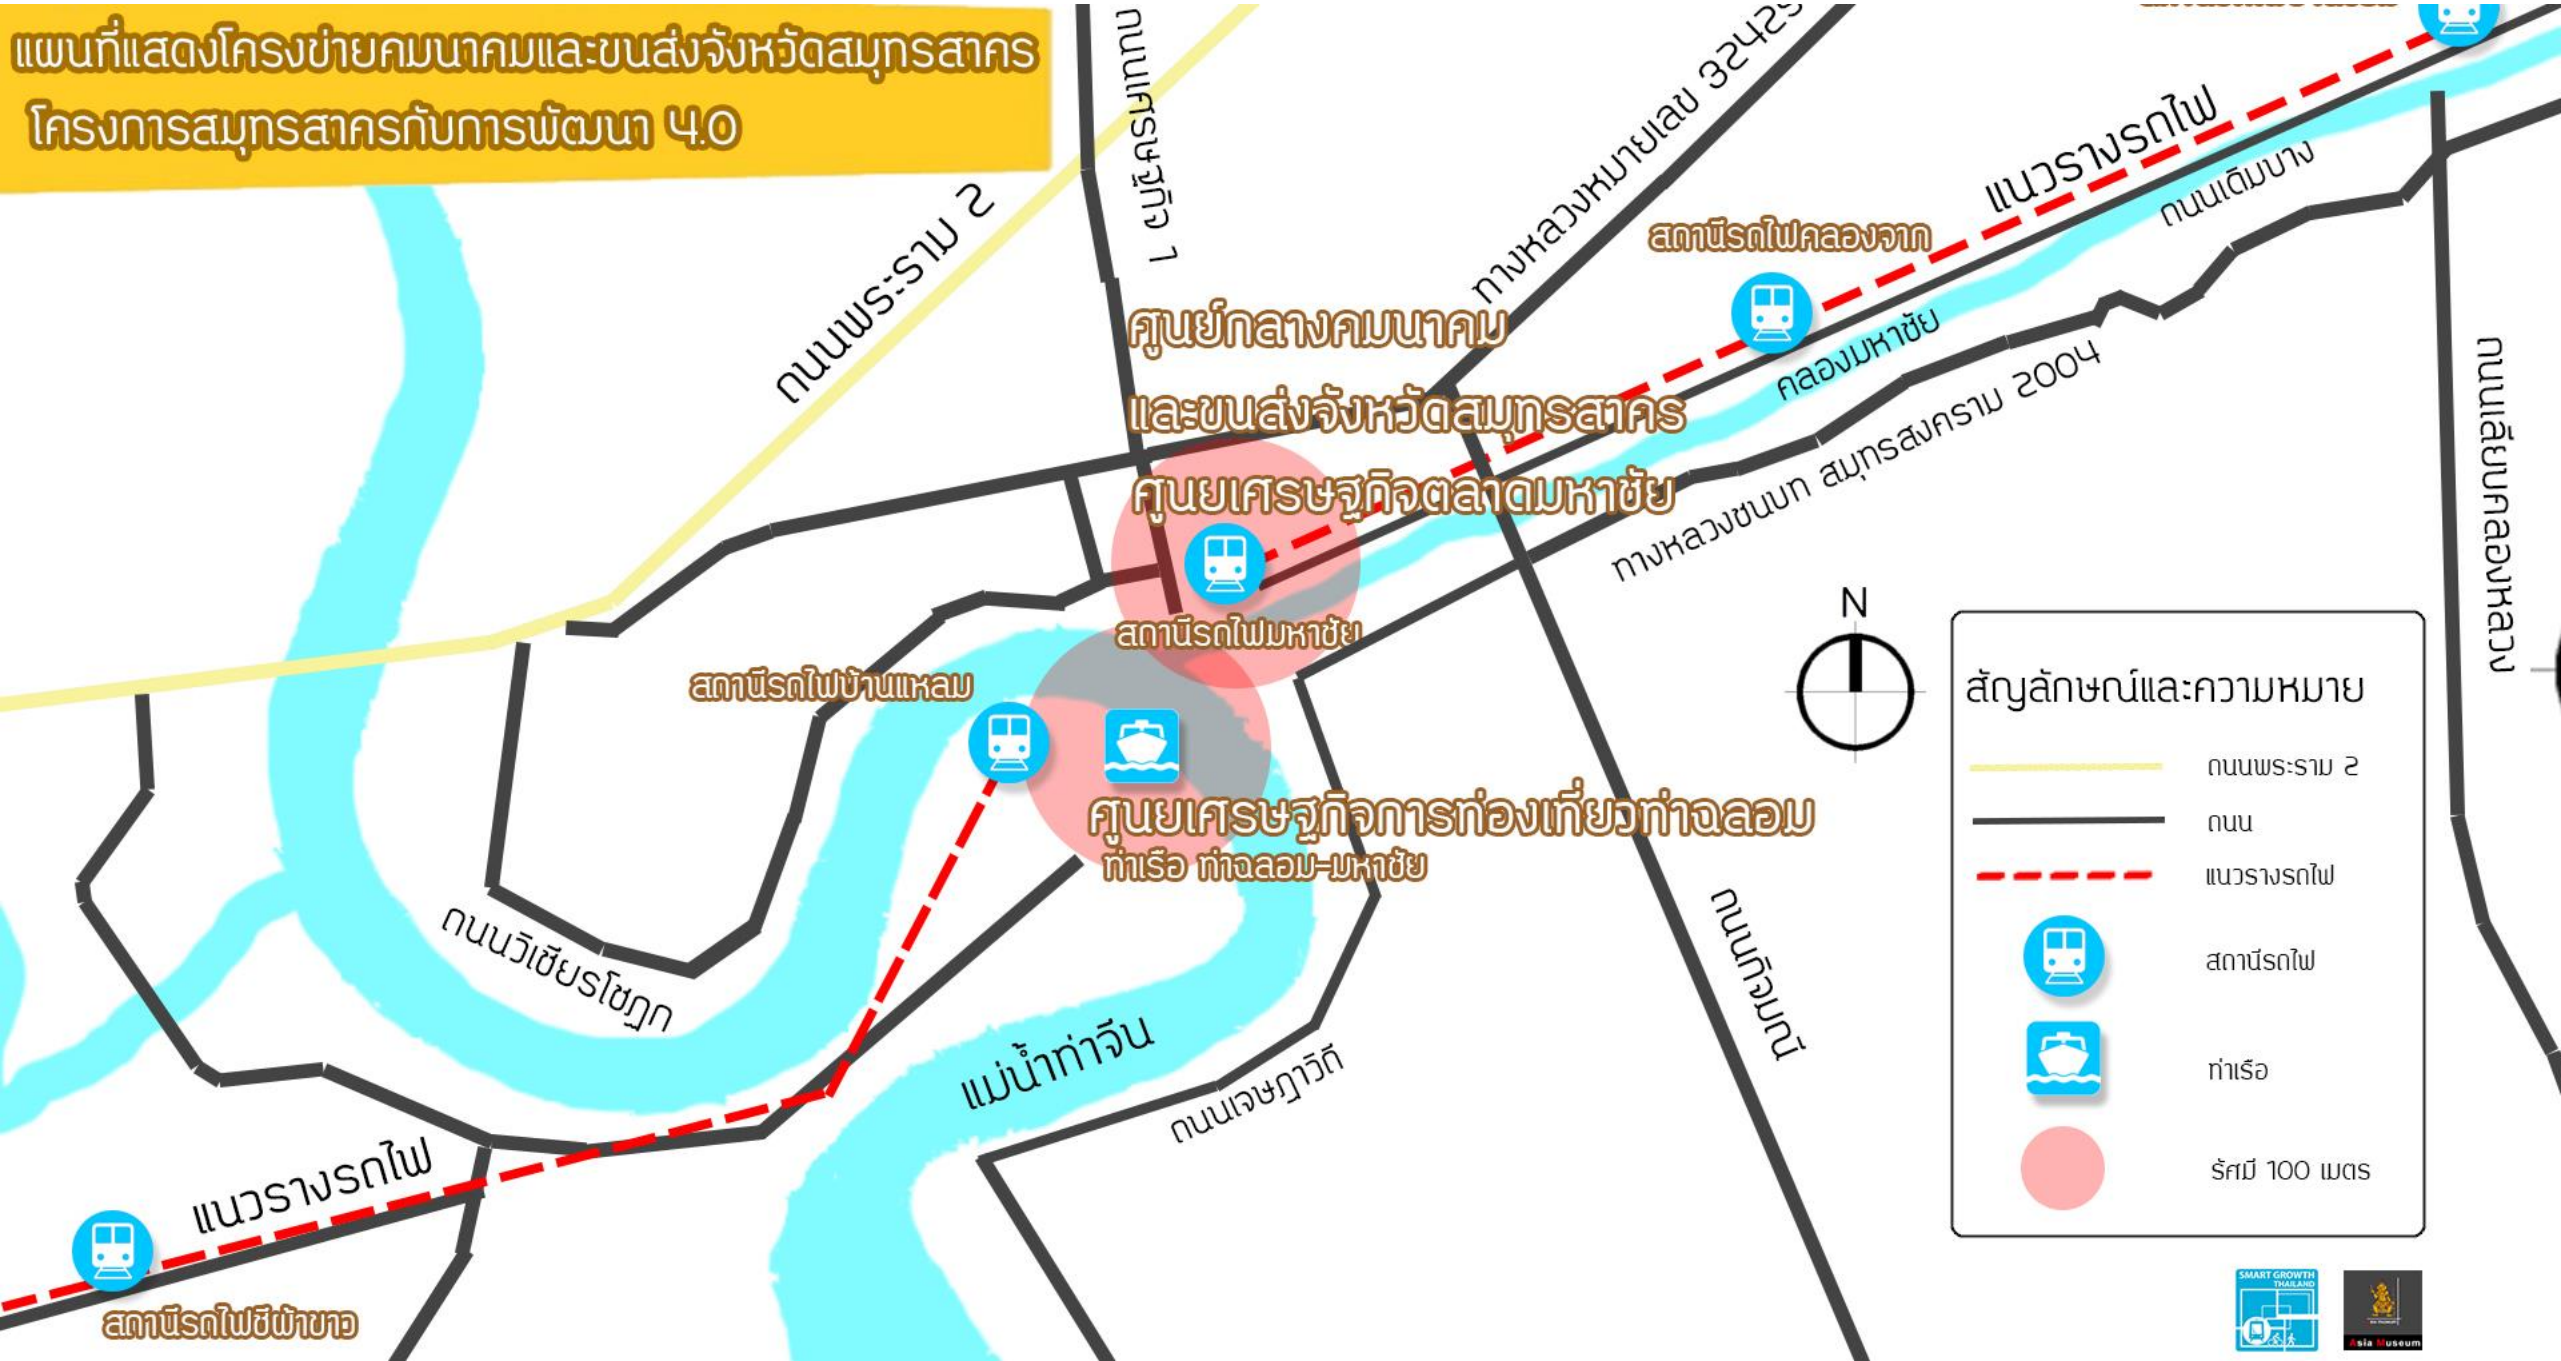 แผนที่แสดงโครงข่ายคมนาคมและขนส่งจังหวัดสมุทรสาคร
โครงการสมุทรสาครกับการพัฒนา 4.0
ถนนเศรษฐกิจ 1
ทางหลวงหมายเลข 32429
แนวรางรถไฟ
ถนนเดิมบาง
ถนนพระราม 2
สถานีรถไฟคลองจาก
ศูนย์กลางคมนาคม
และขนส่งจังหวัดสมุทรสาคร
ศูนยเศรษฐกิจตลาดมหาชัย
คลองมหาชัย
ทางหลวงชนบท สมุทรสงคราม 2004
ถนนเลียบคลองหลวง
สถานีรถไฟมหาชัย
สถานีรถไฟบ้านแหลม
ศูนยเศรษฐกิจการท่องเที่ยวท่าฉลอม
ท่าเรือ ท่าฉลอม-มหาชัย
ถนนวิเชียรโชฎก
แม่น้ำท่าจีน
ถนนเจษฎาวิถี
ถนนกิจมณี
แนวรางรถไฟ
สถานีรถไฟชีผ้าขาว
N
สัญลักษณ์และความหมาย
ถนนพระราม 2
ถนน
แนวรางรถไฟ
สถานีรถไฟ
ท่าเรือ
รัศมี 100 เมตร
SMART GROWTH
THAILAND
Asia Museum